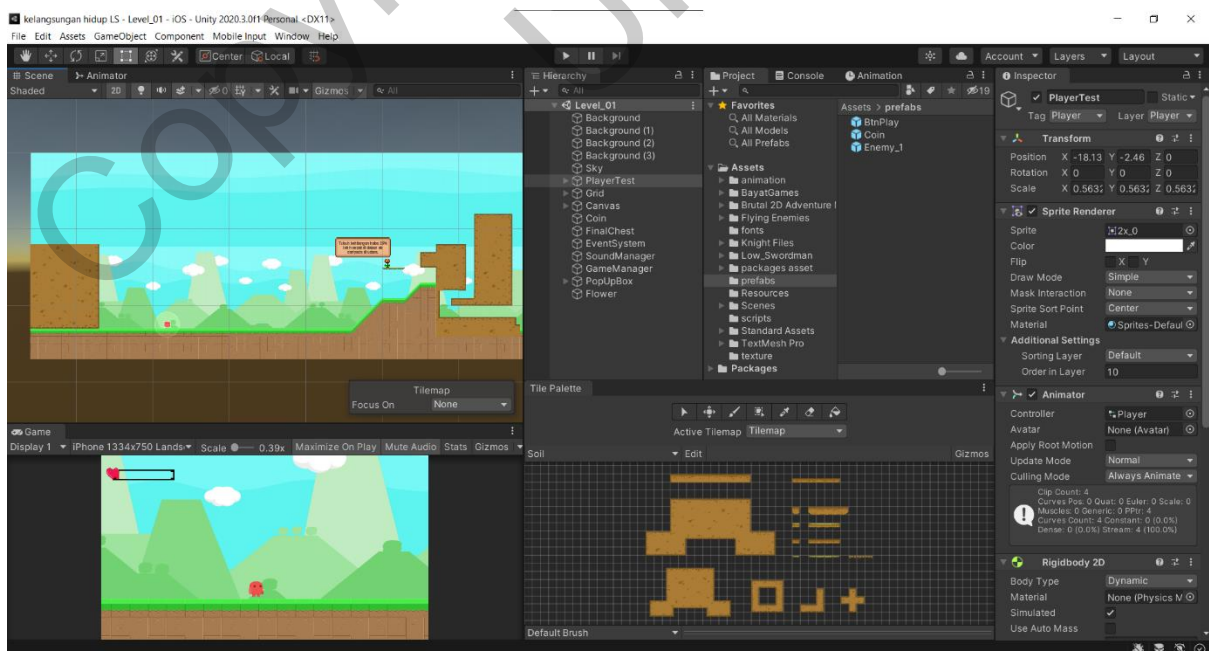 kelangsungan hidup LS - Level_01 - iOS - Unity 2020.3.0f1 Personal <DX11>
File Edit Assets GameObject Component Mobile Input Window Help
Center Local
Account Layers Layout
Scene Animator
Shaded 2D 0 Gizmos All
Tilemap
Focus On None
Game
Display 1 iPhone 1334x750 Lands Scale 0.39x Maximize On Play Mute Audio Stats Gizmos
Hierarchy
All
Level_01
Background
Background (1)
Background (2)
Background (3)
Sky
PlayerTest
Grid
Canvas
Coin
FinalChest
EventSystem
SoundManager
GameManager
PopUpBox
Flower
Project Console Animation
19
Favorites
All Materials
All Models
All Prefabs
Assets
animation
BayatGames
Brutal 2D Adventure
Flying Enemies
fonts
Knight Files
Low_Swordman
packages asset
prefabs
Resources
Scenes
scripts
Standard Assets
TextMesh Pro
texture
Packages
Assets > prefabs
BtnPlay
Coin
Enemy_1
Tile Palette
Active Tilemap Tilemap
Soil Edit Gizmos
Default Brush
Inspector
PlayerTest Static
Tag Player Layer Player
Transform
Position X -18.13 Y -2.46 Z 0
Rotation X 0 Y 0 Z 0
Scale X 0.5632 Y 0.5632 Z 0.5632
Sprite Renderer
Sprite 2x_0
Color
Flip X Y
Draw Mode Simple
Mask Interaction None
Sprite Sort Point Center
Material Sprites-Defaul
Additional Settings
Sorting Layer Default
Order in Layer 10
Animator
Controller Player
Avatar None (Avatar)
Apply Root Motion
Update Mode Normal
Culling Mode Always Animate
Clip Count: 4
Curves Pos: 0 Quat: 0 Euler: 0 Scale: 0
Muscles: 0 Generic: 0 PPtr: 4
Curves Count: 4 Constant: 0 (0.0%)
Dense: 0 (0.0%) Stream: 4 (100.0%)
Rigidbody 2D
Body Type Dynamic
Material None (Physics M
Simulated
Use Auto Mass